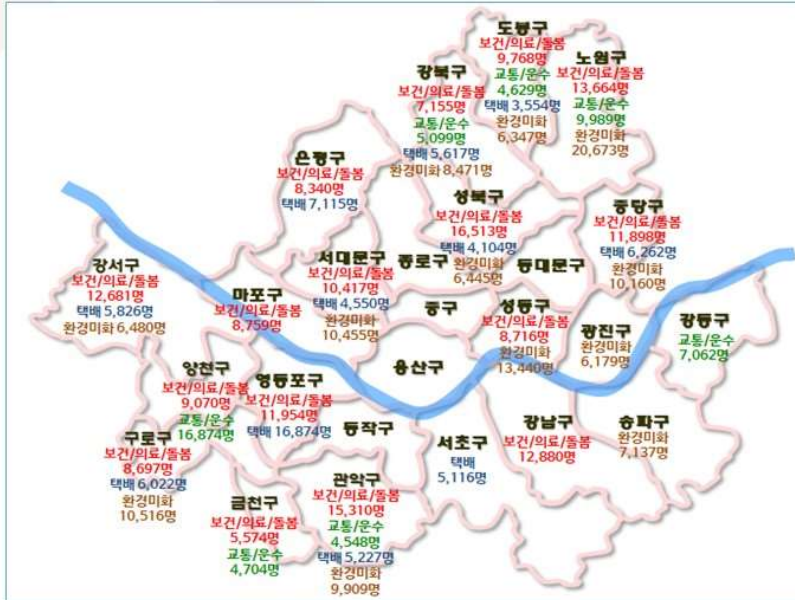 도봉구
보건/의료/돌봄
9,768명
교통/운수
4,629명
택배 3,554명
환경미화
6,347명
노원구
보건/의료/돌봄
13,664명
교통/운수
9,989명
환경미화
20,673명
강북구
보건/의료/돌봄
7,155명
교통/운수
5,099명
택배 5,617명
환경미화 8,471명
은평구
보건/의료/돌봄
8,340명
택배 7,115명
성북구
보건/의료/돌봄
16,513명
택배 4,104명
환경미화
6,445명
중랑구
보건/의료/돌봄
11,898명
택배 6,262명
환경미화
10,160명
강서구
보건/의료/돌봄
12,681명
택배 5,826명
환경미화 6,480명
마포구
보건/의료/돌봄
8,759명
서대문구
보건/의료/돌봄
10,417명
택배 4,550명
환경미화
10,455명
종로구
동대문구
중구
성동구
보건/의료/돌봄
8,716명
환경미화
13,440명
광진구
환경미화
6,179명
강동구
교통/운수
7,062명
양천구
보건/의료/돌봄
9,070명
교통/운수
16,874명
영등포구
보건/의료/돌봄
11,954명
택배 16,874명
용산구
동작구
서초구
택배
5,116명
강남구
보건/의료/돌봄
12,880명
송파구
환경미화
7,137명
구로구
보건/의료/돌봄
8,697명
택배 6,022명
환경미화
10,516명
금천구
보건/의료/돌봄
5,574명
교통/운수
4,704명
관악구
보건/의료/돌봄
15,310명
교통/운수
4,548명
택배 5,227명
환경미화
9,909명